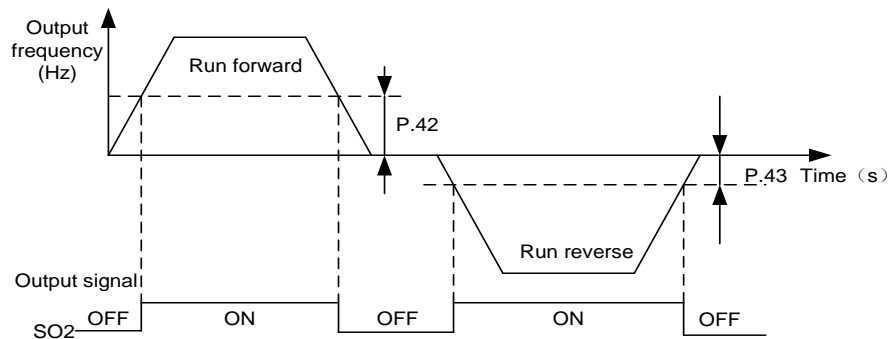 Output
frequency
(Hz)
Run forward
P.42
P.43 Time（s）
Run reverse
Output signal
SO2 OFF ON OFF ON OFF